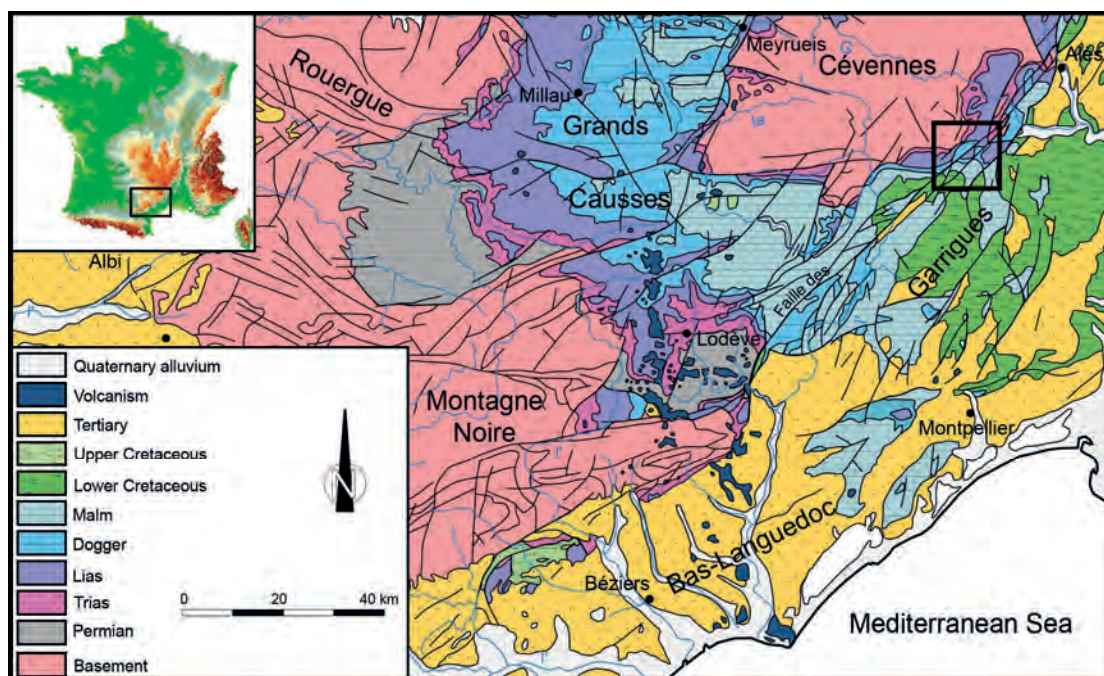 Rouergue
Meyrueis
Cévennes
Alès
Millau
Grands
Causses
Garrigues
Albi
Faille des
Lodève
Montagne
Noire
Montpellier
Bas-Languedoc
Béziers
Mediterranean Sea
Quaternary alluvium
Volcanism
Tertiary
Upper Cretaceous
Lower Cretaceous
Malm
Dogger
Lias
Trias
Permian
Basement
N
0 20 40 km